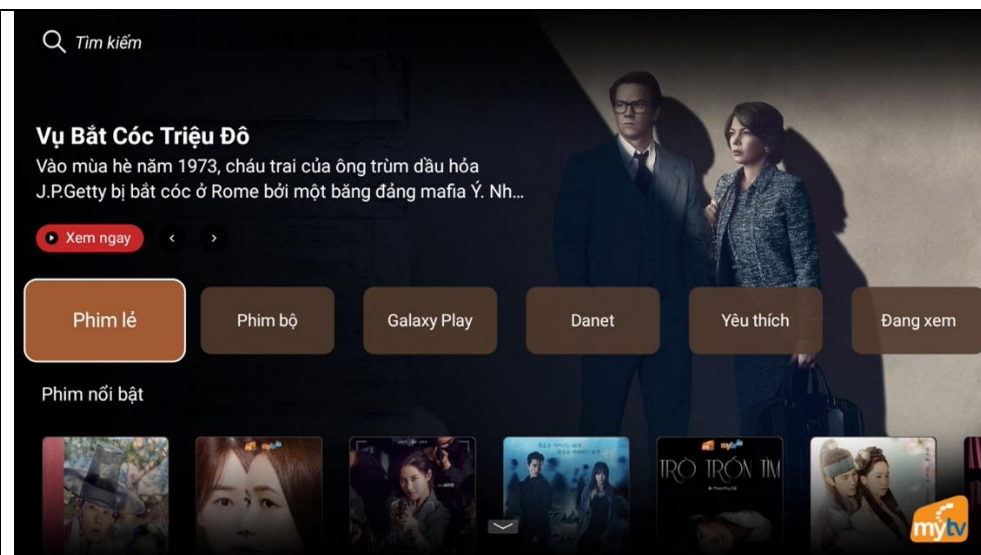 Tìm kiếm
Vụ Bắt Cóc Triệu Đô
Vào mùa hè năm 1973, cháu trai của ông trùm dầu hỏa
J.P.Getty bị bắt cóc ở Rome bởi một băng đảng mafia Ý. Nh...
Xem ngay
Phim lẻ
Phim bộ
Galaxy Play
Danet
Yêu thích
Đang xem
Phim nổi bật
mytv
mytv
TRÒ TRỐN TÌM
mytv